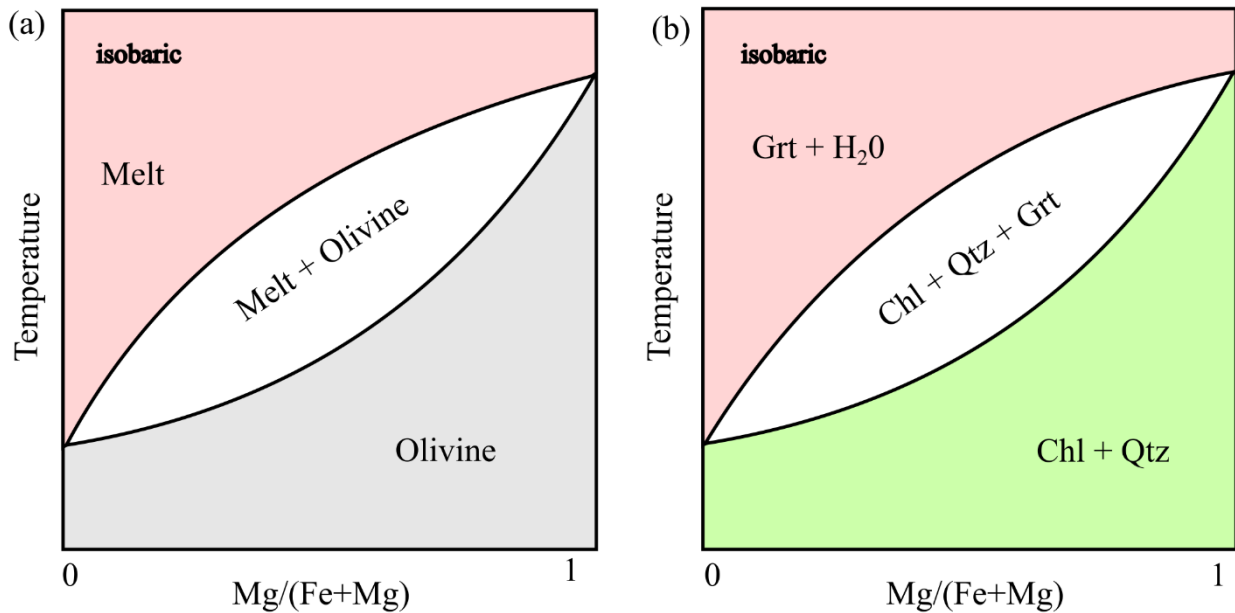 (a)
isobaric
Melt
Melt + Olivine
Olivine
Temperature
0
1
Mg/(Fe+Mg)
(b)
isobaric
Grt + H₂0
Chl + Qtz + Grt
Chl + Qtz
Temperature
0
1
Mg/(Fe+Mg)